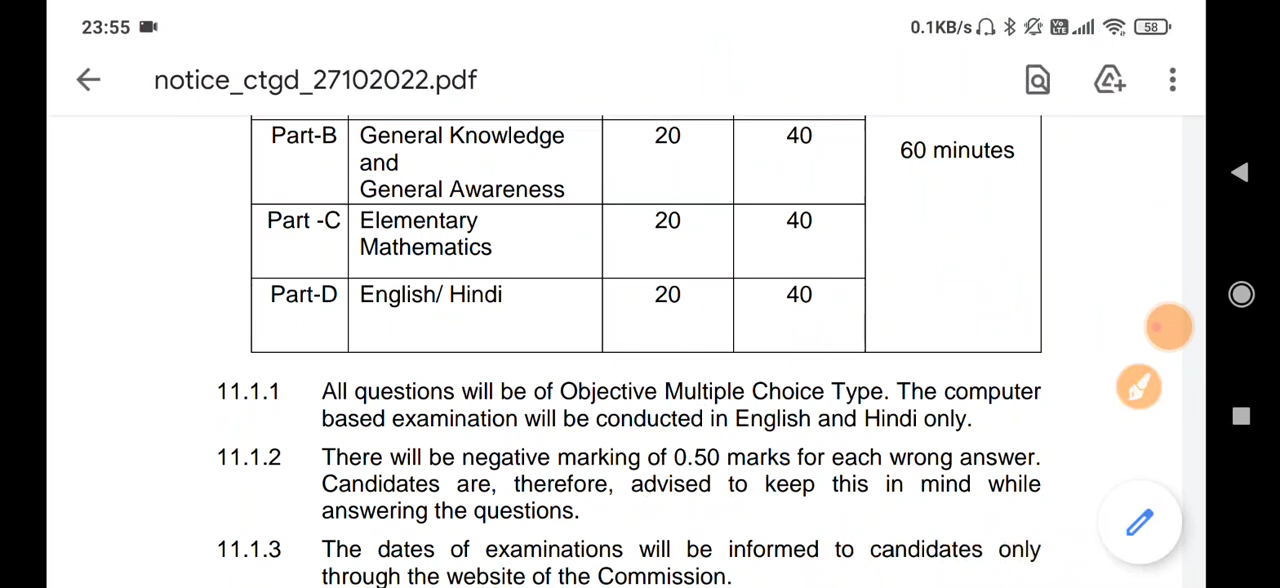 23:55 0.1KB/s Vo LTE 58
notice_ctgd_27102022.pdf
Part-B General Knowledge 20 40 60 minutes
and
General Awareness
Part -C Elementary 20 40
Mathematics
Part-D English/ Hindi 20 40
11.1.1 All questions will be of Objective Multiple Choice Type. The computer
based examination will be conducted in English and Hindi only.
11.1.2 There will be negative marking of 0.50 marks for each wrong answer.
Candidates are, therefore, advised to keep this in mind while
answering the questions.
11.1.3 The dates of examinations will be informed to candidates only
through the website of the Commission.